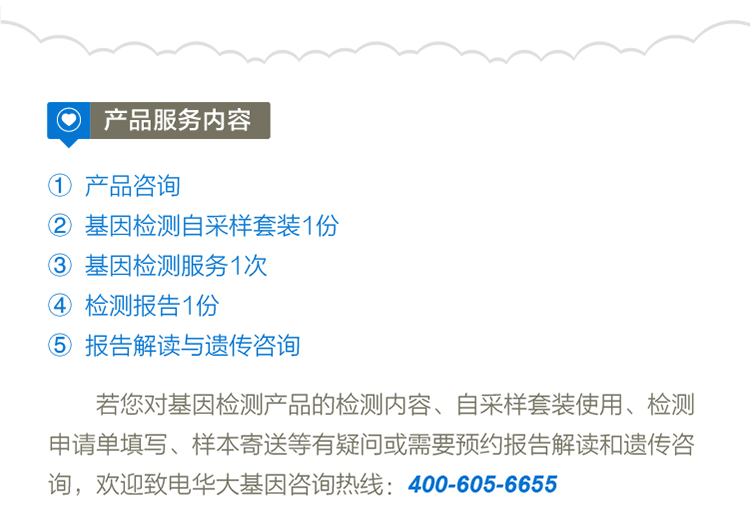 产品服务内容
① 产品咨询
② 基因检测自采样套装1份
③ 基因检测服务1次
④ 检测报告1份
⑤ 报告解读与遗传咨询
若您对基因检测产品的检测内容、自采样套装使用、检测
申请单填写、样本寄送等有疑问或需要预约报告解读和遗传咨
询，欢迎致电华大基因咨询热线：400-605-6655